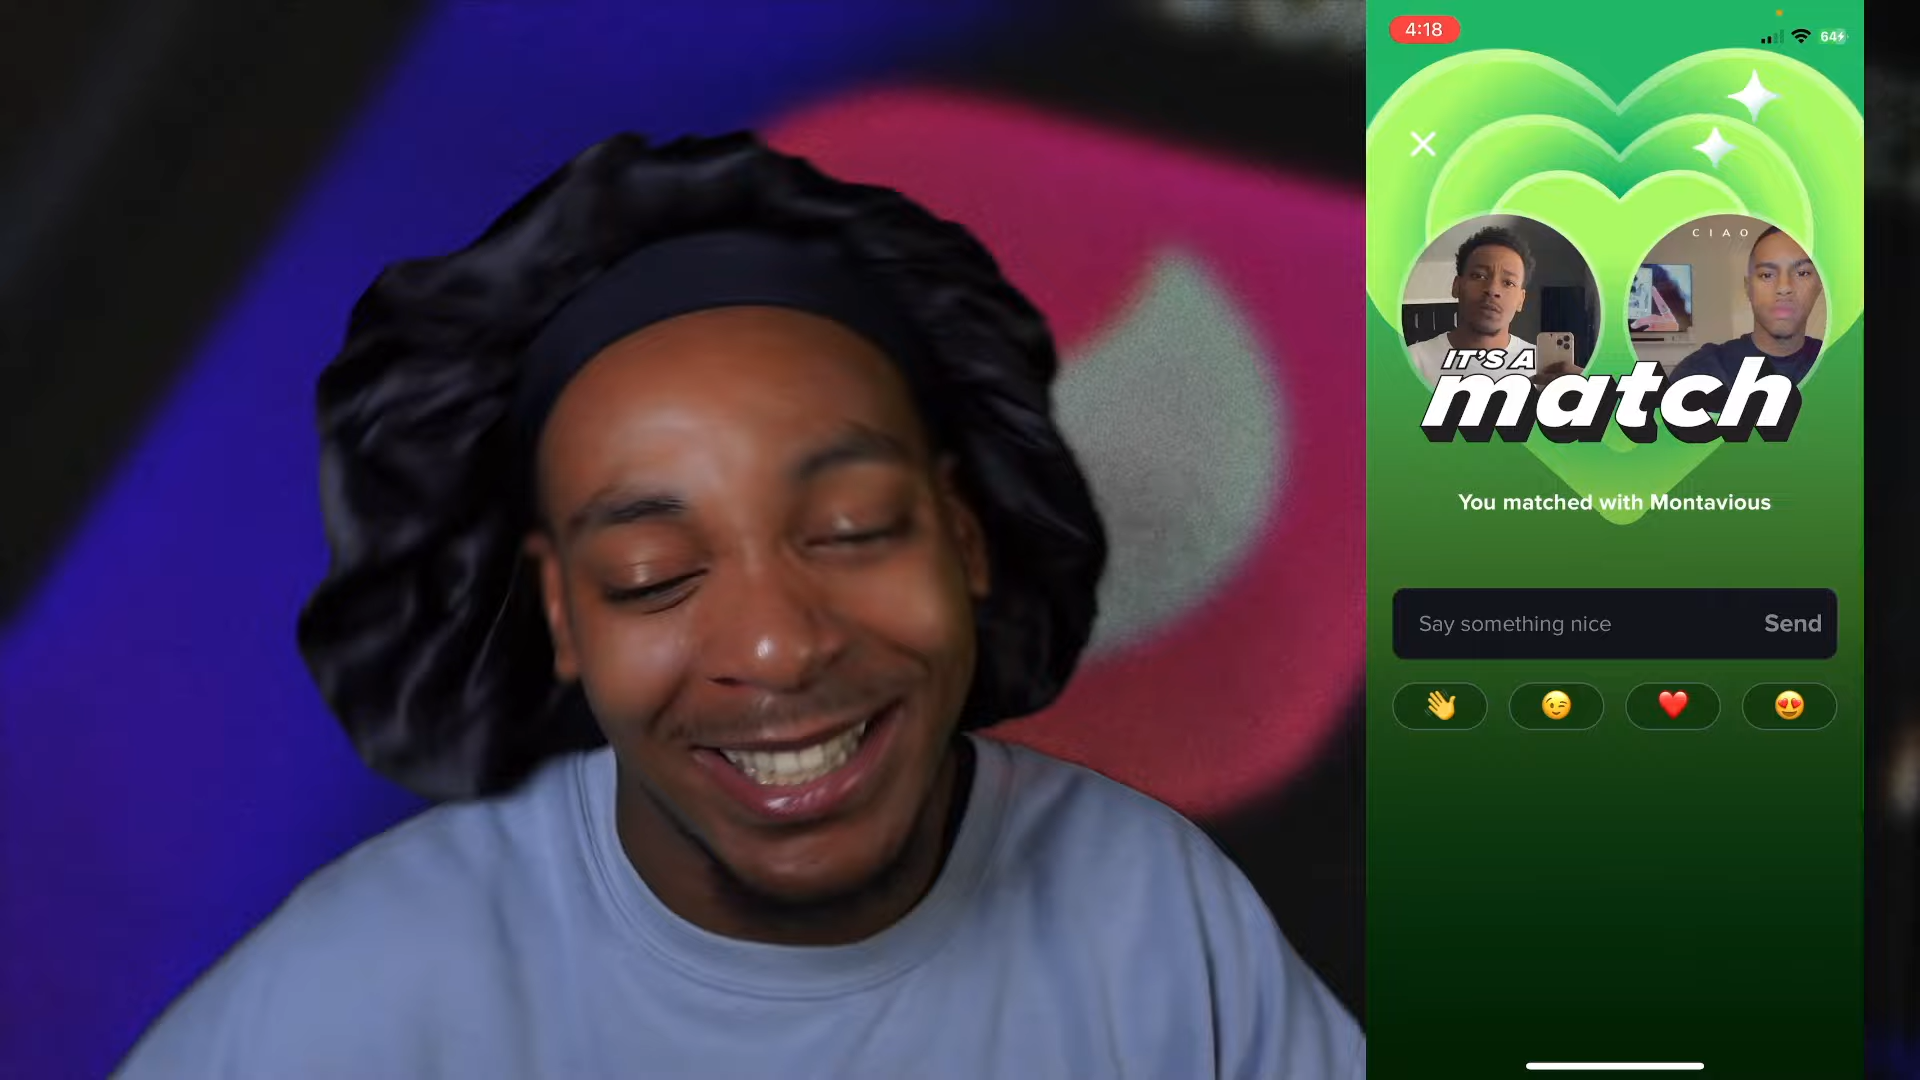 4:18
64
CIAO
IT'S A
match
You matched with Montavious
Say something nice
Send